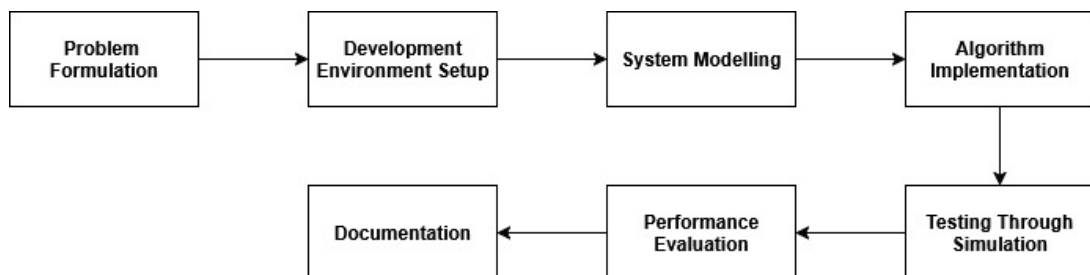 Problem
Formulation
Development
Environment Setup
System Modelling
Algorithm
Implementation
Testing Through
Simulation
Performance
Evaluation
Documentation